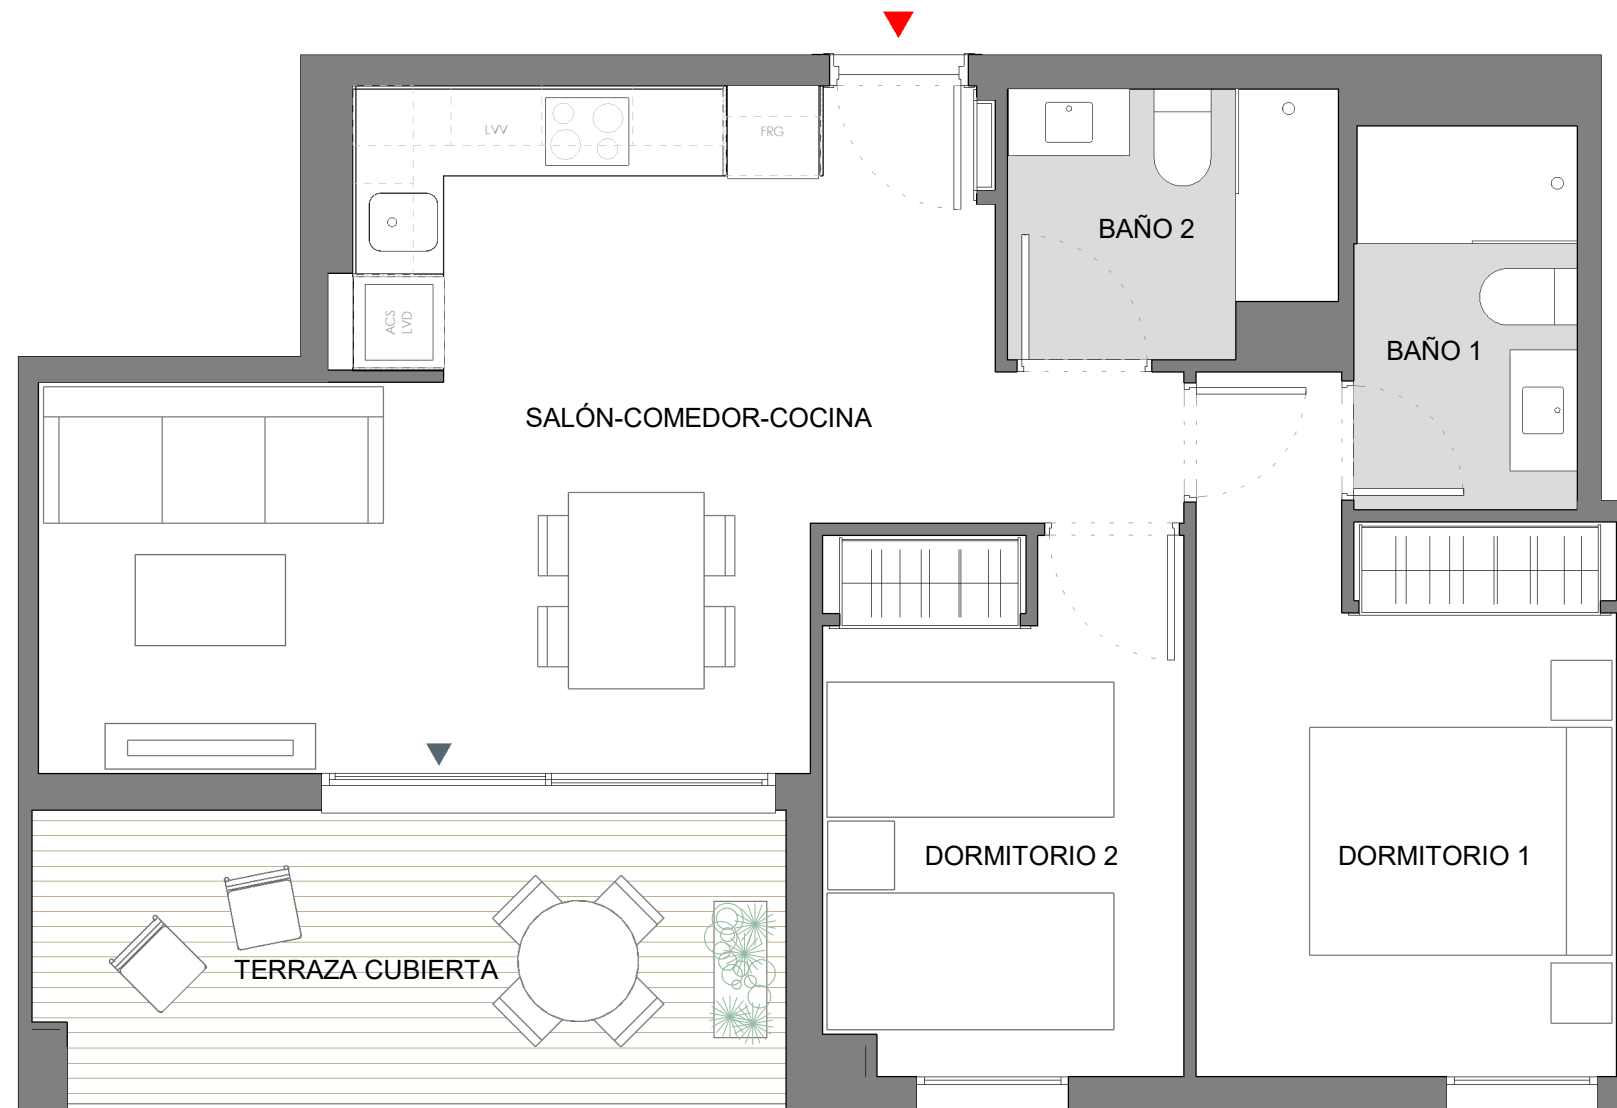 LVV
FRG
BAÑO 2
ACS
LVD
BAÑO 1
SALÓN-COMEDOR-COCINA
DORMITORIO 2
DORMITORIO 1
TERRAZA CUBIERTA